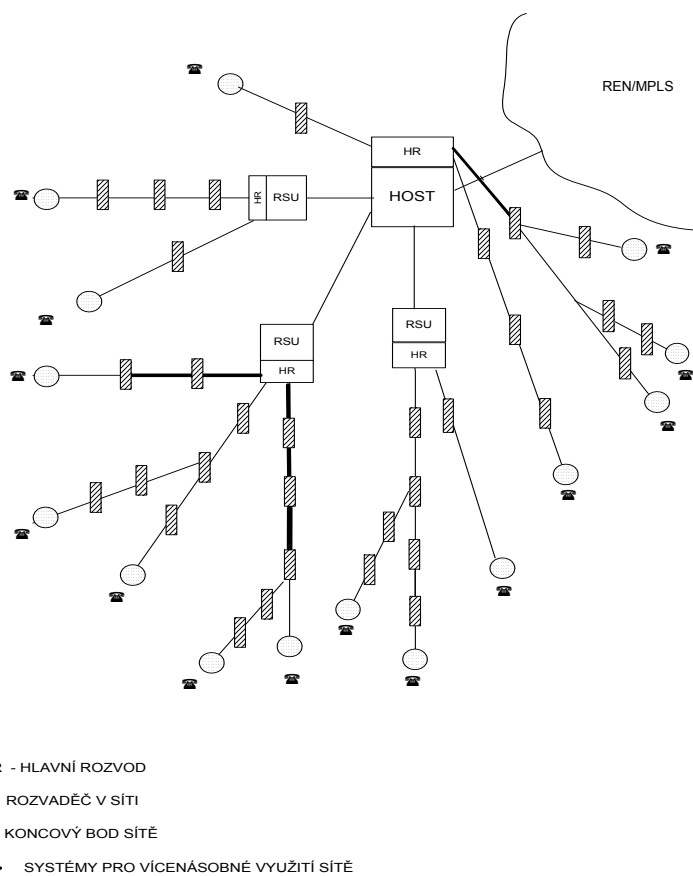 REN/MPLS
HR
HOST
HR
RSU
RSU
HR
RSU
HR
- HLAVNÍ ROZVOD
ROZVADĚČ V SÍTI
KONCOVÝ BOD SÍTĚ
SYSTÉMY PRO VÍCENÁSOBNÉ VYUŽITÍ SÍTĚ